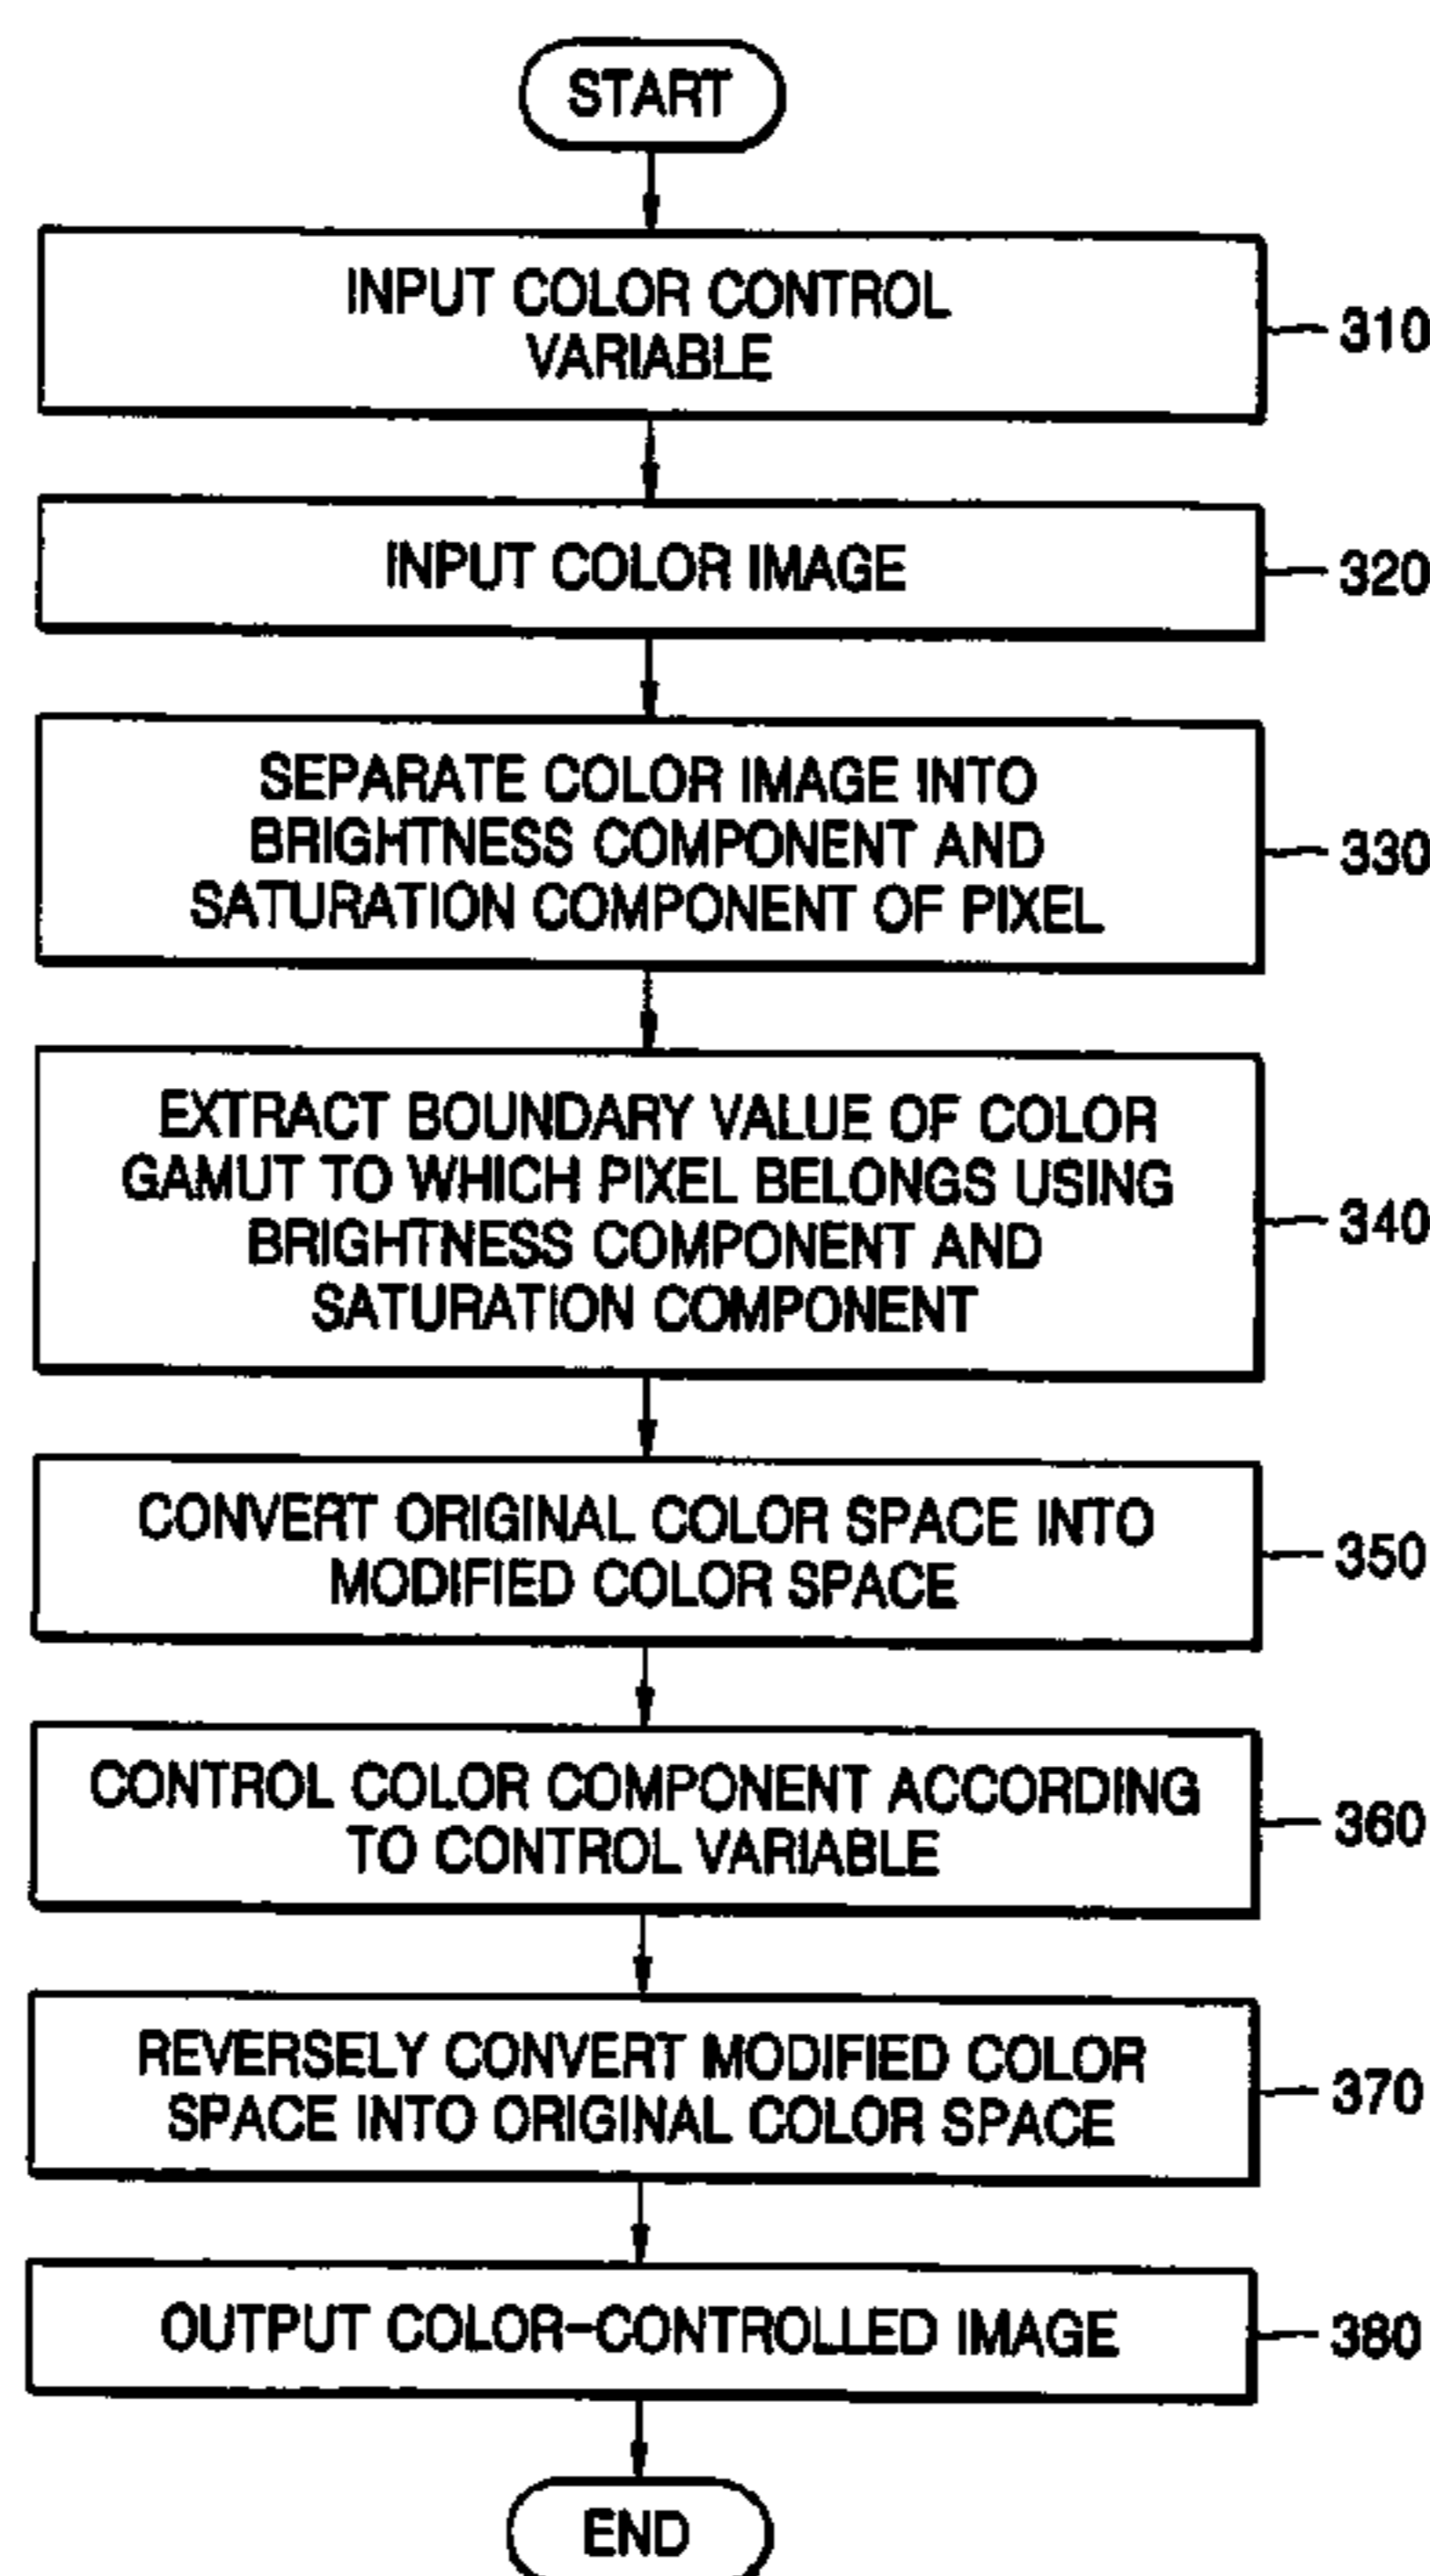 START
INPUT COLOR CONTROL
VARIABLE
310
INPUT COLOR IMAGE
320
SEPARATE COLOR IMAGE INTO
BRIGHTNESS COMPONENT AND
SATURATION COMPONENT OF PIXEL
330
EXTRACT BOUNDARY VALUE OF COLOR
GAMUT TO WHICH PIXEL BELONGS USING
BRIGHTNESS COMPONENT AND
SATURATION COMPONENT
340
CONVERT ORIGINAL COLOR SPACE INTO
MODIFIED COLOR SPACE
350
CONTROL COLOR COMPONENT ACCORDING
TO CONTROL VARIABLE
360
REVERSELY CONVERT MODIFIED COLOR
SPACE INTO ORIGINAL COLOR SPACE
370
OUTPUT COLOR-CONTROLLED IMAGE
380
END